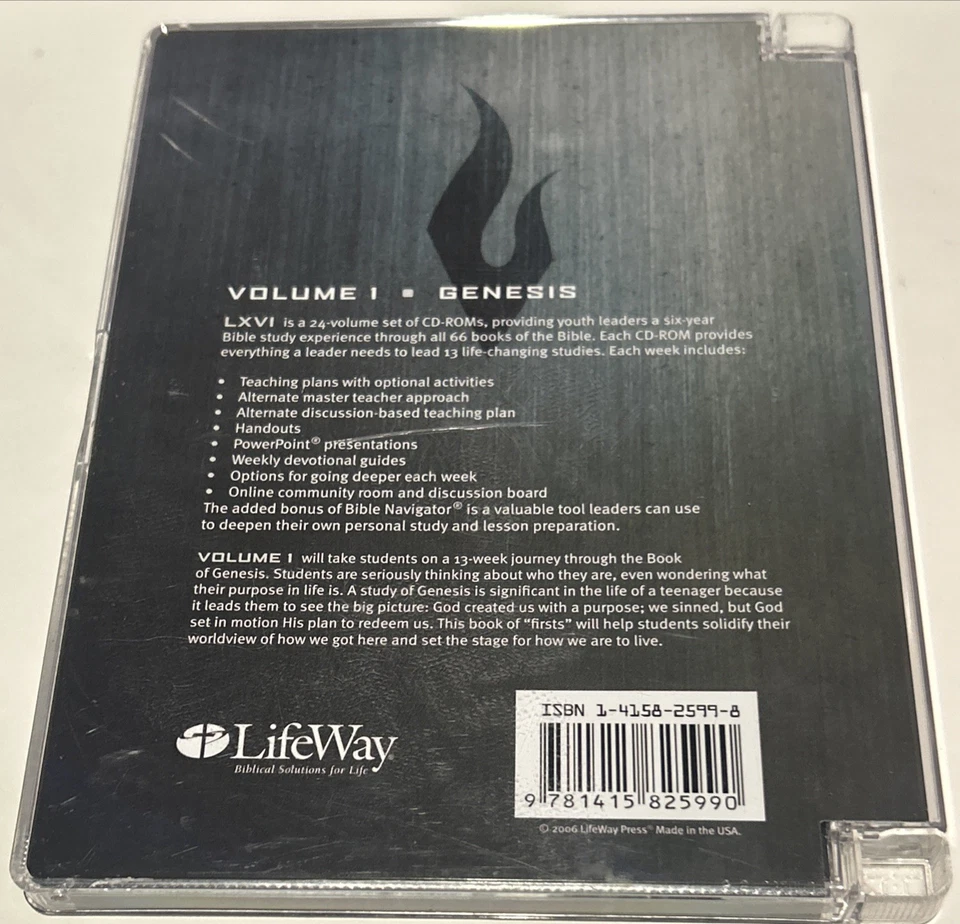 VOLUME 1 ▪ GENESIS
LXVI is a 24-volume set of CD-ROMs, providing youth leaders a six-year
Bible study experience through all 66 books of the Bible. Each CD-ROM provides
everything a leader needs to lead 13 life-changing studies. Each week includes:
• Teaching plans with optional activities
• Alternate master teacher approach
• Alternate discussion-based teaching plan
• Handouts
• PowerPoint® presentations
• Weekly devotional guides
• Options for going deeper each week
• Online community room and discussion board
The added bonus of Bible Navigator® is a valuable tool leaders can use
to deepen their own personal study and lesson preparation.
VOLUME 1 will take students on a 13-week journey through the Book
of Genesis. Students are seriously thinking about who they are, even wondering what
their purpose in life is. A study of Genesis is significant in the life of a teenager because
it leads them to see the big picture: God created us with a purpose; we sinned, but God
set in motion His plan to redeem us. This book of “firsts” will help students solidify their
worldview of how we got here and set the stage for how we are to live.
LifeWay®
Biblical Solutions for Life
ISBN 1-4158-2599-8
9 781415 825990
© 2006 LifeWay Press® Made in the USA.